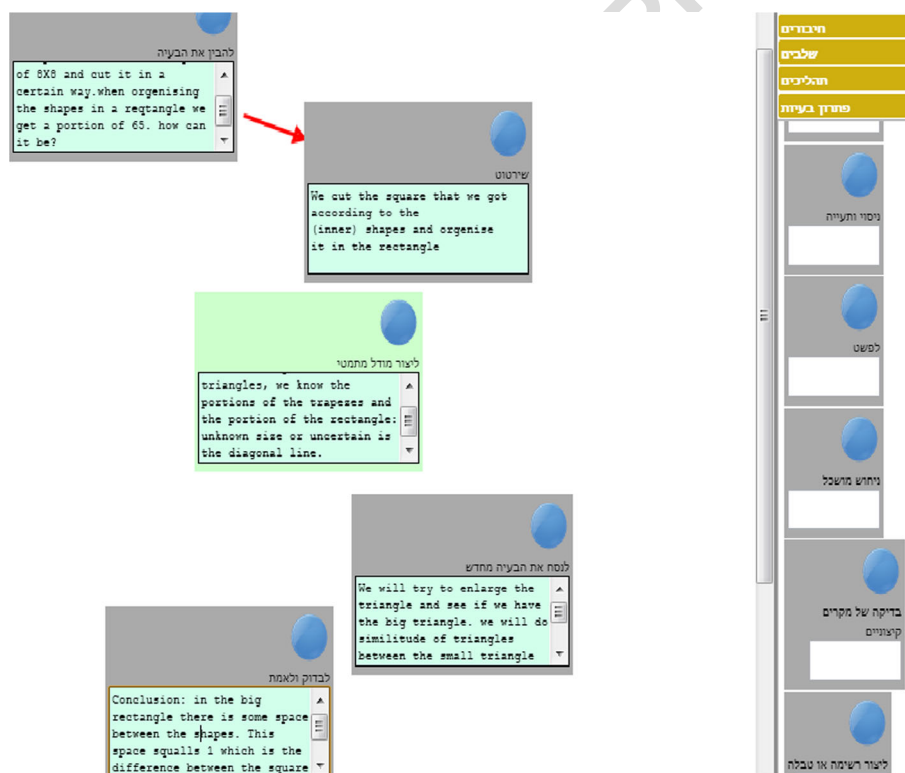 להבין את הבעיה
of 8X8 and cut it in a
certain way.when orgenising
the shapes in a reqtangle we
get a portion of 65. how can
it be?
שירטוט
We cut the square that we got
according to the
(inner) shapes and orgenise
it in the rectangle
ליצור מודל מתמטי
triangles, we know the
portions of the trapeses and
the portion of the rectangle:
unknown size or uncertain is
the diagonal line.
לנסח את הבעיה מחדש
We will try to enlarge the
triangle and see if we have
the big triangle. we will do
similitude of triangles
between the small triangle
לבדוק ולאמת
Conclusion: in the big
rectangle there is some space
between the shapes. This
space squalls 1 which is the
difference between the square
חיבורים
שלבים
תהליכים
פתרון בעיות
ניסוי ותעייה
לפשט
ניחוש מושכל
בדיקה של מקרים
קיצוניים
ליצור רשימה או טבלה